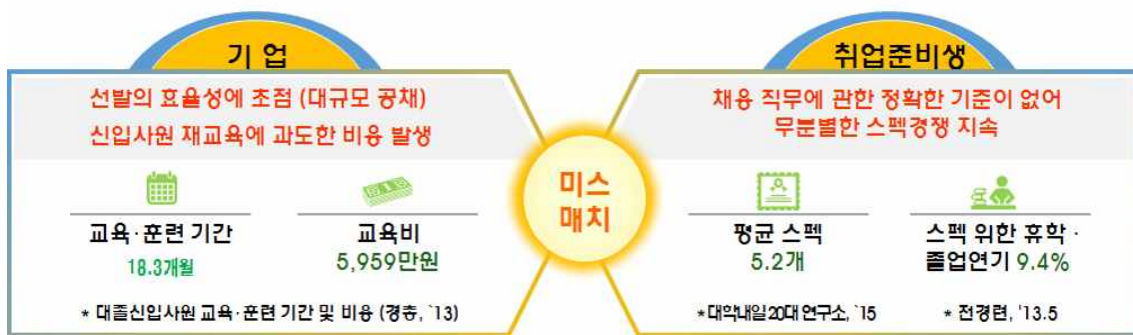 기 업
선발의 효율성에 초점 (대규모 공채)
신입사원 재교육에 과도한 비용 발생
교육·훈련 기간
18.3개월
교육비
5,959만원
* 대졸신입사원 교육·훈련 기간 및 비용 (경총, `13)
미스
매치
취업준비생
채용 직무에 관한 정확한 기준이 없어
무분별한 스펙경쟁 지속
평균 스펙
5.2개
*대학내일20대 연구소, `15
스펙 위한 휴학·
졸업연기 9.4%
* 전경련, '13.5